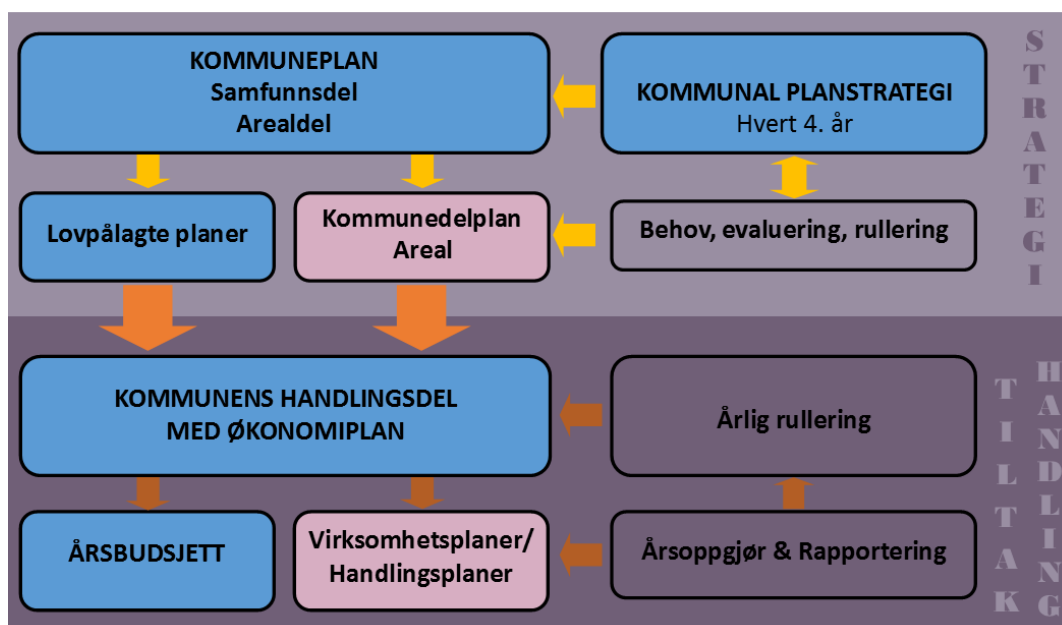 KOMMUNEPLAN
Samfunnsdel
Arealdel
KOMMUNAL PLANSTRATEGI
Hvert 4. år
Lovpålagte planer
Kommunedelplan
Areal
Behov, evaluering, rullering
STRATEGI
KOMMUNENS HANDLINGSDEL
MED ØKONOMIPLAN
Årlig rullering
ÅRSBUDSJETT
Virksomhetsplaner/
Handlingsplaner
Årsoppgjør & Rapportering
TILTAK
HANDLING